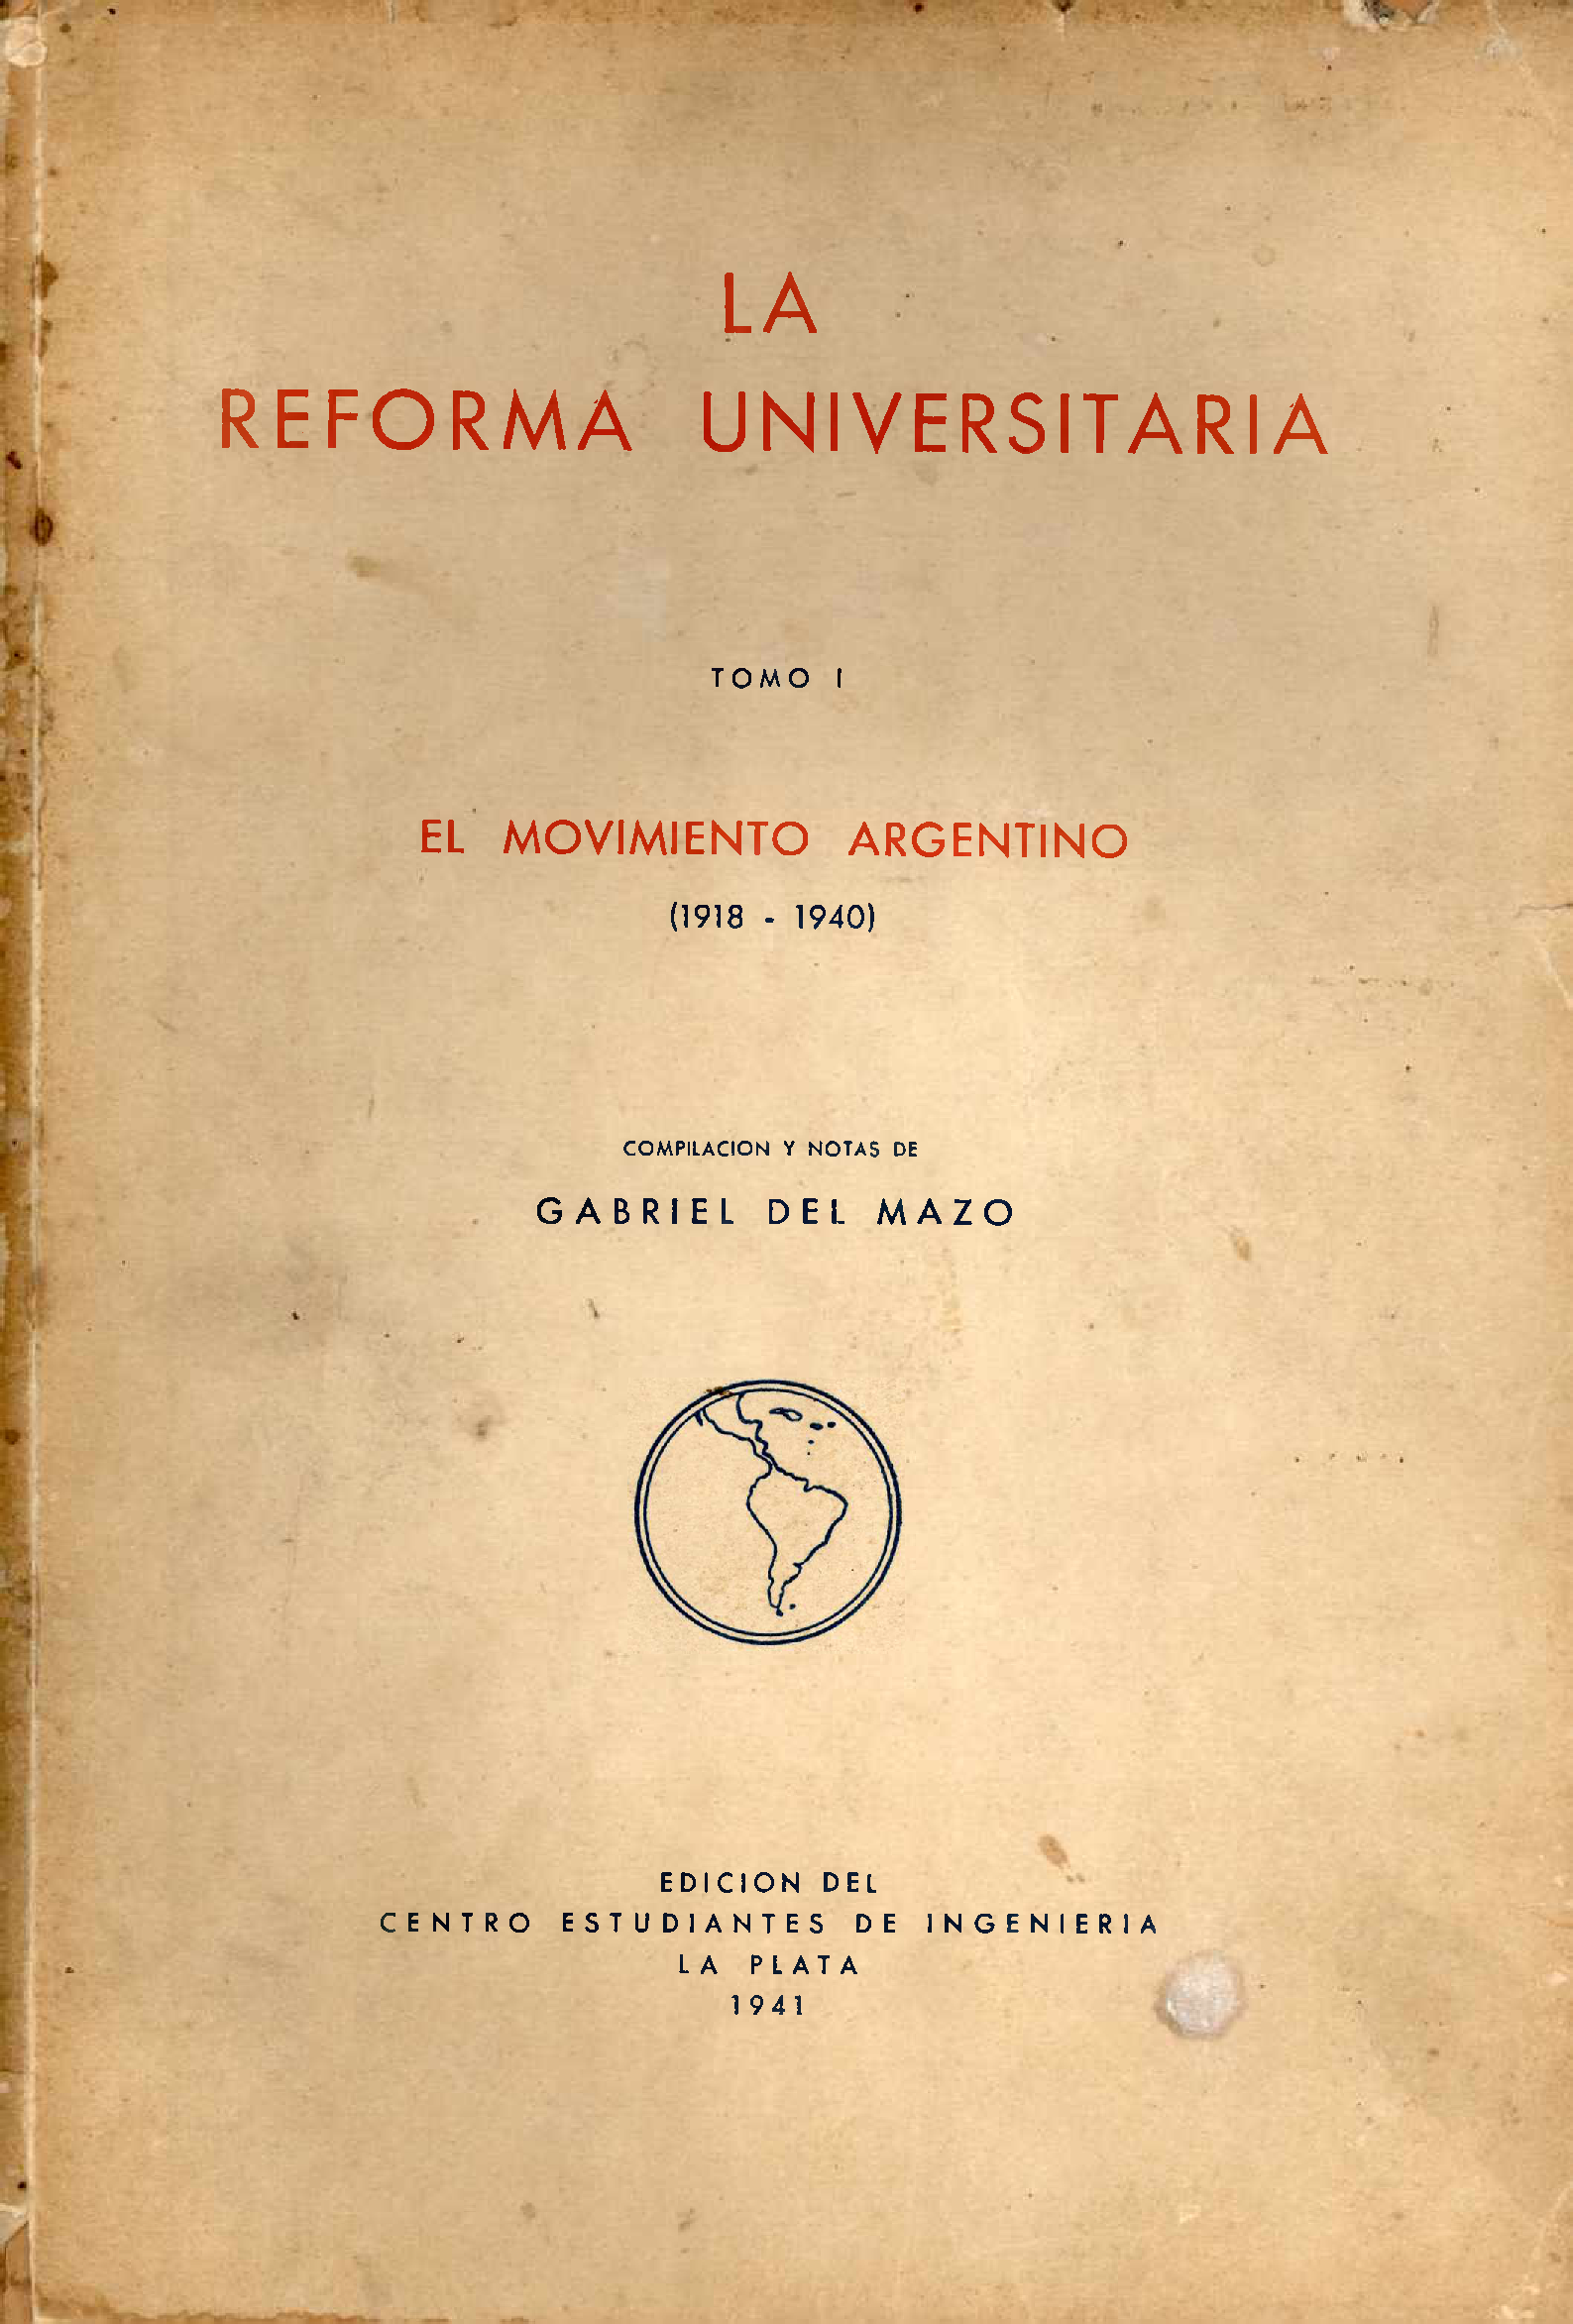 LA
REFORMA UNIVERSITARIA
TOMO I
EL MOVIMIENTO ARGENTINO
(1918 - 1940)
COMPILACION Y NOTAS DE
GABRIEL DEL MAZO
EDICION DEL
CENTRO ESTUDIANTES DE INGENIERIA
LA PLATA
1941